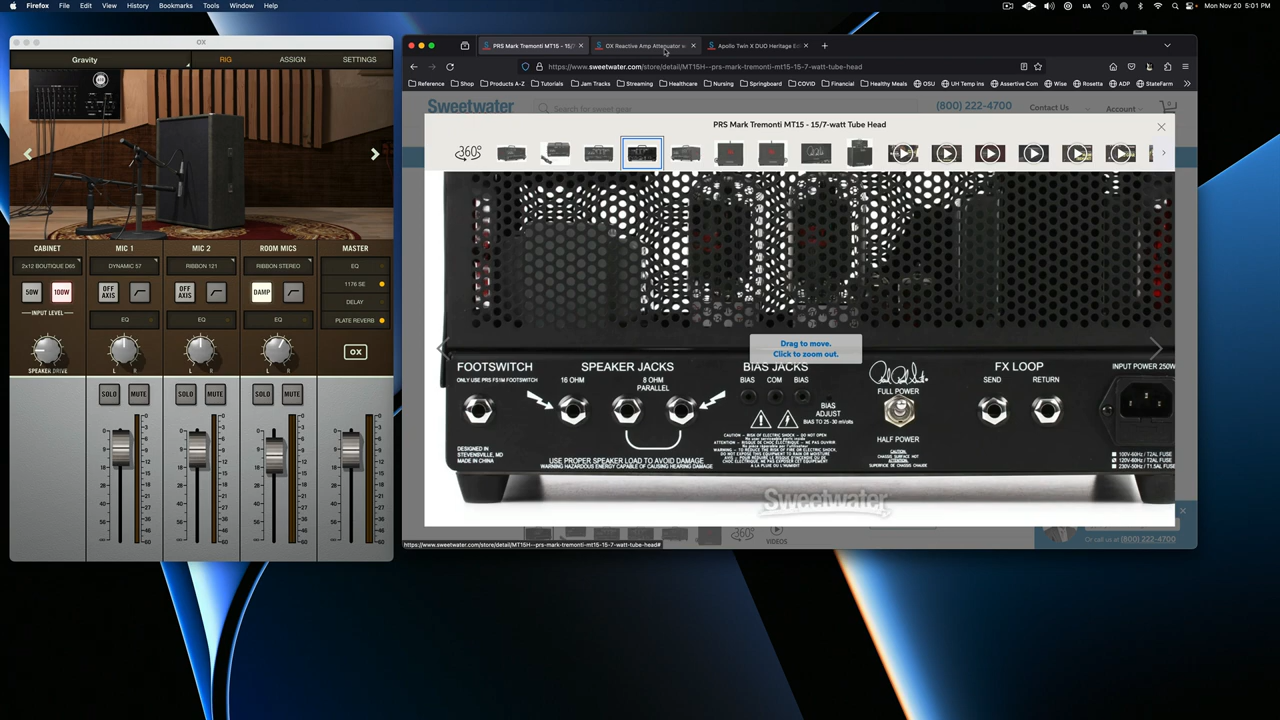 Firefox File Edit View History Bookmarks Tools Window Help
UA
Mon Nov 20 5:01 PM
OX
Gravity
RIG ASSIGN SETTINGS
CABINET MIC 1 MIC 2 ROOM MICS MASTER
2x12 BOUTIQUE D65 DYNAMIC 57 RIBBON 121 RIBBON STEREO EQ
1176 SE
50W 100W OFF AXIS OFF AXIS DAMP
DELAY
INPUT LEVEL
EQ EQ EQ PLATE REVERB
OX
SPEAKER DRIVE L R L R L R
SOLO MUTE SOLO MUTE SOLO MUTE
PRS Mark Tremonti MT15 - 15/7-
OX Reactive Amp Attenuator w
Apollo Twin X DUO Heritage Edi
https://www.sweetwater.com/store/detail/MT15H--prs-mark-tremonti-mt15-15-7-watt-tube-head
Reference Shop Products A-Z Tutorials Jam Tracks Streaming Healthcare Nursing Springboard COVID Financial Healthy Meals OSU UH Temp Inv Assertive Com Wise Rosetta ADP StateFarm
Sweetwater
Search for sweet gear
(800) 222-4700
Contact Us
Account
PRS Mark Tremonti MT15 - 15/7-watt Tube Head
360°
Drag to move.
Click to zoom out.
FOOTSWITCH
ONLY USE PRS FS1M FOOTSWITCH
SPEAKER JACKS
16 OHM
8 OHM
PARALLEL
BIAS JACKS
BIAS COM BIAS
BIAS
ADJUST
BIAS TO 25-30 mVolts
FULL POWER
HALF POWER
FX LOOP
SEND RETURN
INPUT POWER 250W
DESIGNED IN
STEVENSVILLE, MD
MADE IN CHINA
USE PROPER SPEAKER LOAD TO AVOID DAMAGE
WARNING HAZARDOUS ENERGY CAPABLE OF CAUSING HEARING DAMAGE
100V-60HZ / T2AL FUSE
120V-60HZ / T2AL FUSE
230V-50HZ / T1.5AL FUSE
Sweetwater
360°
VIDEOS
Or call us at (800) 222-4700
https://www.sweetwater.com/store/detail/MT15H--prs-mark-tremonti-mt15-15-7-watt-tube-head#